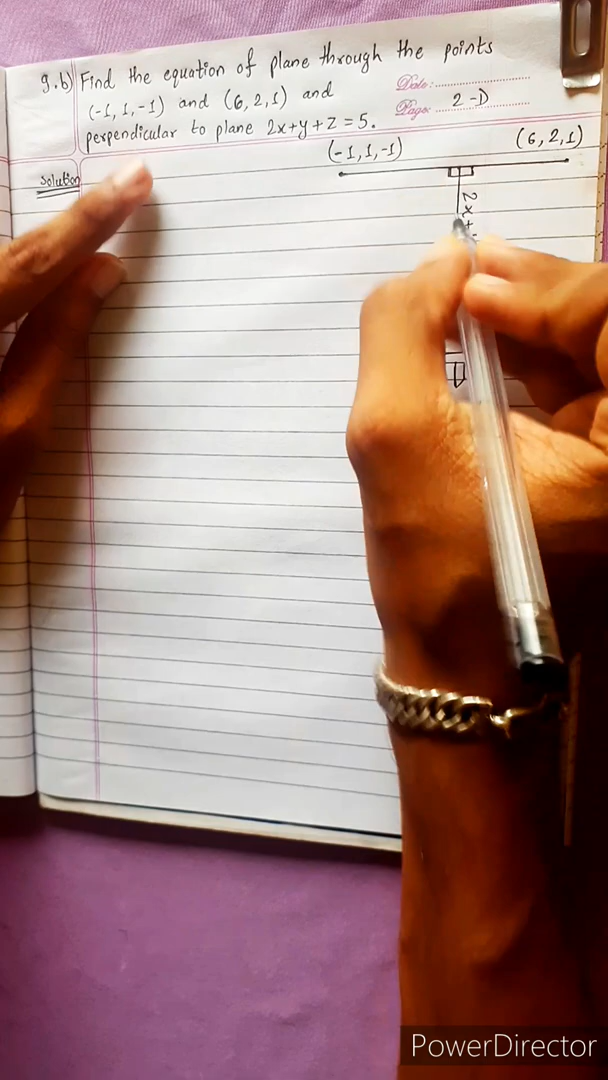 9.b) Find the equation of plane through the points
(-1, 1, -1) and (6, 2, 1) and
perpendicular to plane 2x+y+z = 5.
Date:
Page: 2-D
Solution
(-1, 1, -1)
(6, 2, 1)
2x+
PowerDirector